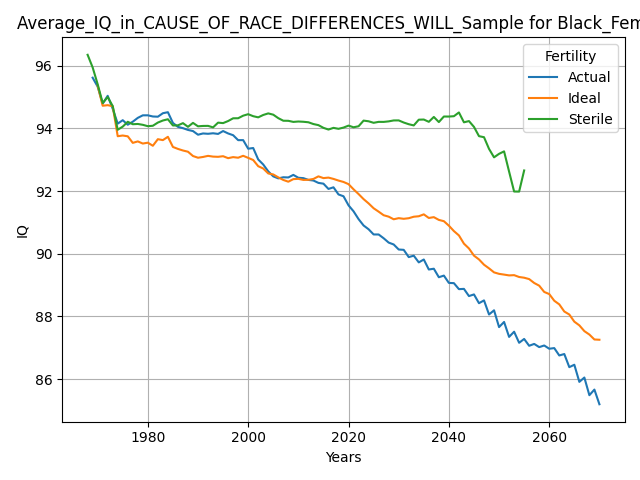 Average_IQ_in_CAUSE_OF_RACE_DIFFERENCES_WILL_Sample for Black_Fem
Fertility
Actual
Ideal
Sterile
IQ
96
94
92
90
88
86
1980
2000
2020
2040
2060
Years